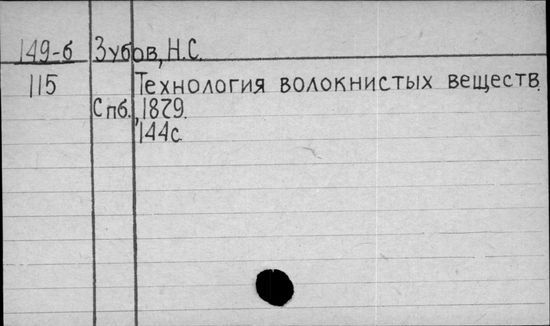 149-б Зубов, Н.С.
115 Технология волокнистых веществ.
Спб., 1879.
144с.